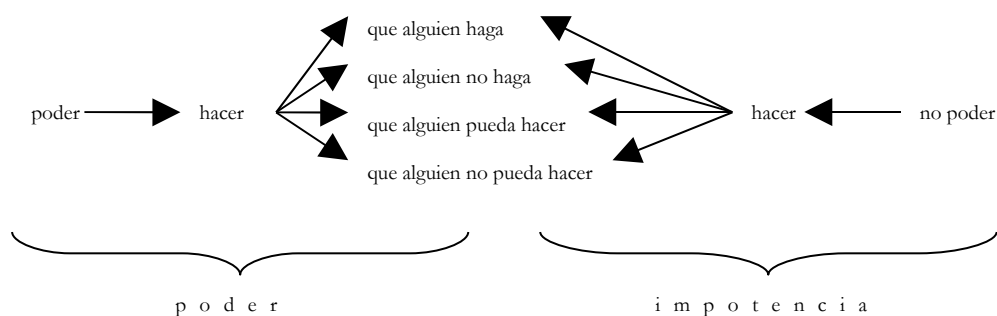 que alguien haga
que alguien no haga
poder hacer que alguien pueda hacer hacer no poder
que alguien no pueda hacer
p o d e r i m p o t e n c i a